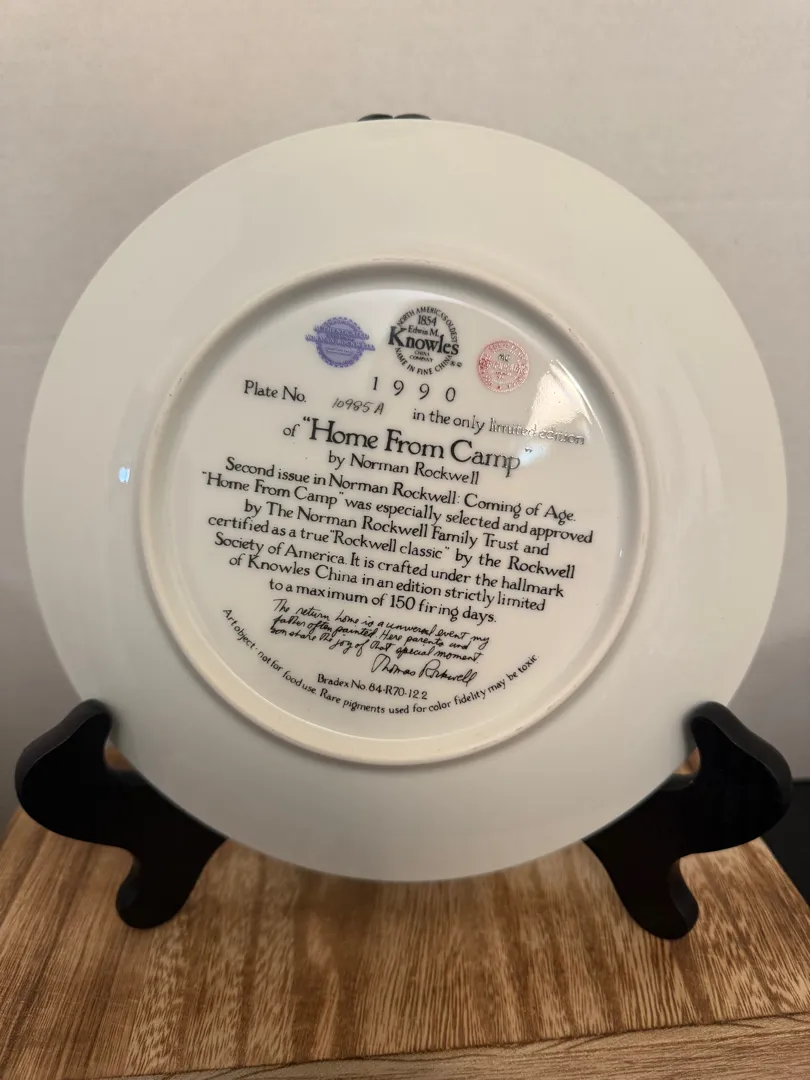 NORTH AMERICA'S OLDEST
1854
Edwin M.
Knowles
CHINA
COMPANY
NAME IN FINE CHINA
1990
Plate No. 10985A in the only limited edition
of "Home From Camp"
by Norman Rockwell
Second issue in Norman Rockwell: Coming of Age.
"Home From Camp" was especially selected and approved
by The Norman Rockwell Family Trust and
certified as a true "Rockwell classic" by the Rockwell
Society of America. It is crafted under the hallmark
of Knowles China in an edition strictly limited
to a maximum of 150 firing days.
The return home is a universal event my
father often painted. Here parents and
son share the joy of that special moment
Thomas Rockwell
Bradex No. 84-R70-12.2
Art object - not for food use. Rare pigments used for color fidelity may be toxic